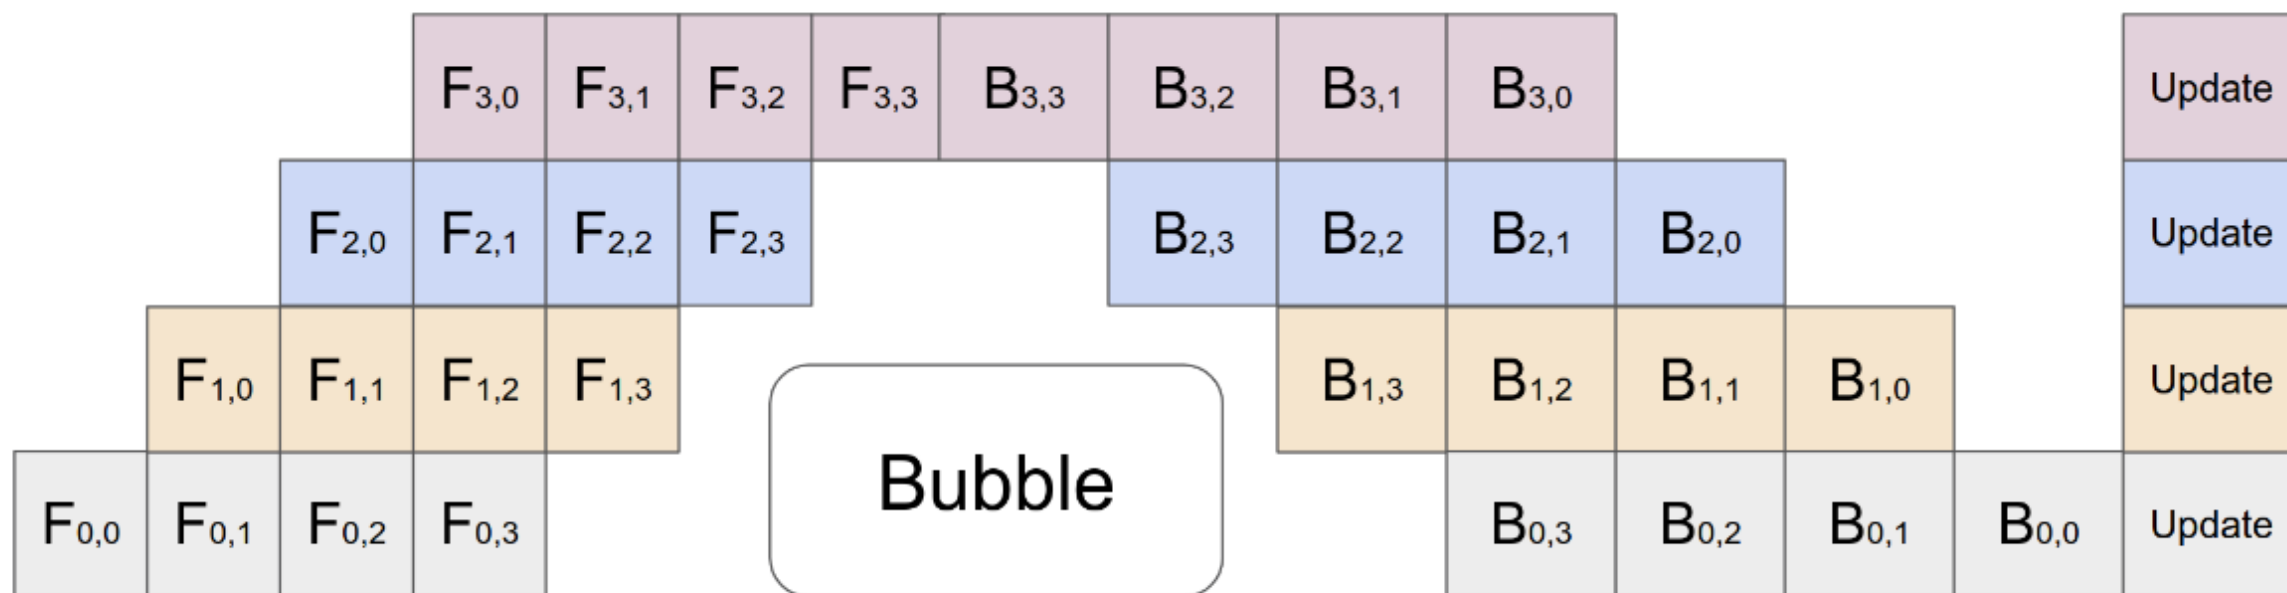 F3,0 F3,1 F3,2 F3,3 B3,3 B3,2 B3,1 B3,0 Update
F2,0 F2,1 F2,2 F2,3 B2,3 B2,2 B2,1 B2,0 Update
F1,0 F1,1 F1,2 F1,3 B1,3 B1,2 B1,1 B1,0 Update
Bubble
F0,0 F0,1 F0,2 F0,3 B0,3 B0,2 B0,1 B0,0 Update